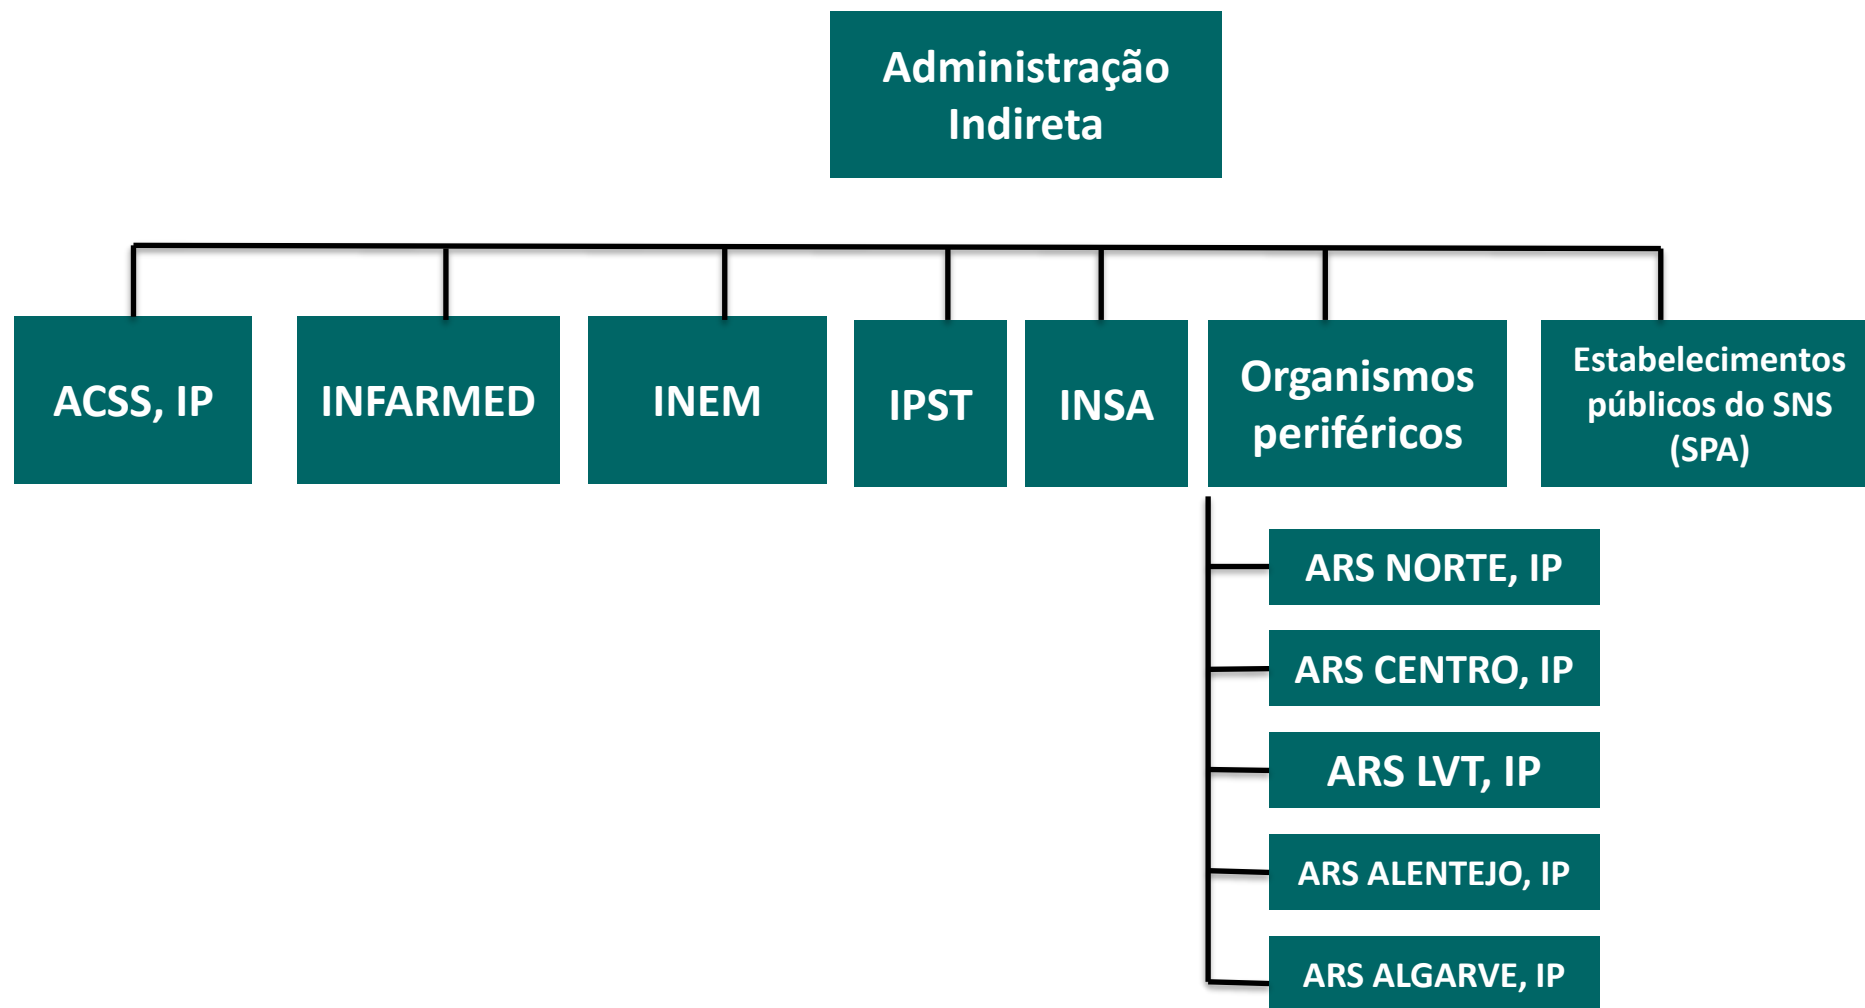 Administração
Indireta
ACSS, IP
INFARMED
INEM
IPST
INSA
Organismos
periféricos
Estabelecimentos
públicos do SNS
(SPA)
ARS NORTE, IP
ARS CENTRO, IP
ARS LVT, IP
ARS ALENTEJO, IP
ARS ALGARVE, IP